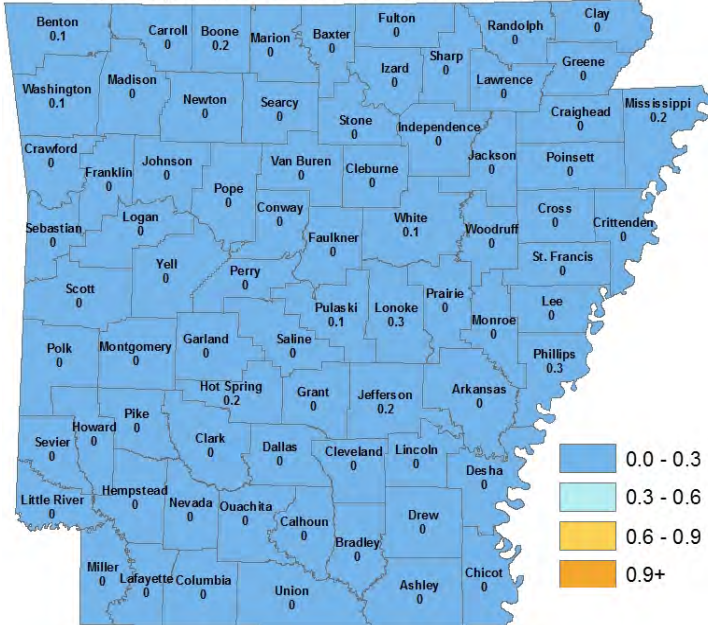 Benton
0.1
Carroll
0
Boone
0.2
Marion
0
Baxter
0
Fulton
0
Randolph
0
Clay
0
Izard
0
Sharp
0
Lawrence
0
Greene
0
Washington
0.1
Madison
0
Newton
0
Searcy
0
Stone
0
Independence
0
Craighead
0
Mississippi
0.2
Crawford
0
Franklin
0
Johnson
0
Pope
0
Van Buren
0
Cleburne
0
Jackson
0
Poinsett
0
Sebastian
0
Logan
0
Conway
0
Faulkner
0
White
0.1
Woodruff
0
Cross
0
Crittenden
0
St. Francis
0
Scott
0
Yell
0
Perry
0
Pulaski
0.1
Lonoke
0.3
Prairie
0
Monroe
0
Lee
0
Phillips
0.3
Polk
0
Montgomery
0
Garland
0
Saline
0
Hot Spring
0.2
Grant
0
Jefferson
0.2
Arkansas
0
Sevier
0
Howard
0
Pike
0
Clark
0
Dallas
0
Cleveland
0
Lincoln
0
Desha
0
Little River
0
Hempstead
0
Nevada
0
Ouachita
0
Calhoun
0
Bradley
0
Drew
0
Miller
0
Lafayette
0
Columbia
0
Union
0
Ashley
0
Chicot
0
0.0 - 0.3
0.3 - 0.6
0.6 - 0.9
0.9+